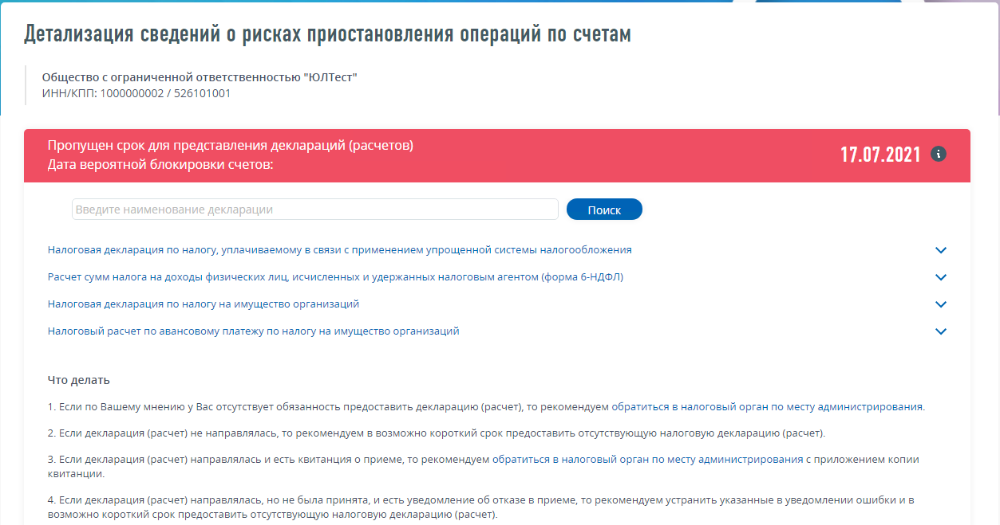 Детализация сведений о рисках приостановления операций по счетам
Общество с ограниченной ответственностью "ЮЛТест"
ИНН/КПП: 1000000002 / 526101001
Пропущен срок для представления деклараций (расчетов)
Дата вероятной блокировки счетов:
17.07.2021
Введите наименование декларации
Поиск
Налоговая декларация по налогу, уплачиваемому в связи с применением упрощенной системы налогообложения
Расчет сумм налога на доходы физических лиц, исчисленных и удержанных налоговым агентом (форма 6-НДФЛ)
Налоговая декларация по налогу на имущество организаций
Налоговый расчет по авансовому платежу по налогу на имущество организаций
Что делать
1. Если по Вашему мнению у Вас отсутствует обязанность предоставить декларацию (расчет), то рекомендуем обратиться в налоговый орган по месту администрирования.
2. Если декларация (расчет) не направлялась, то рекомендуем в возможно короткий срок предоставить отсутствующую налоговую декларацию (расчет).
3. Если декларация (расчет) направлялась и есть квитанция о приеме, то рекомендуем обратиться в налоговый орган по месту администрирования с приложением копии
квитанции.
4. Если декларация (расчет) направлялась, но не была принята, и есть уведомление об отказе в приеме, то рекомендуем устранить указанные в уведомлении ошибки и в
возможно короткий срок предоставить отсутствующую налоговую декларацию (расчет).